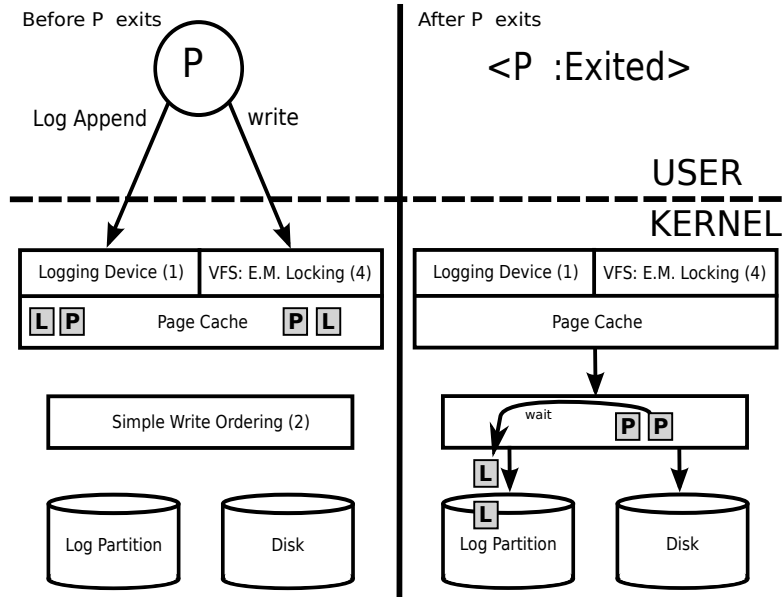 Before P exits
P
Log Append
write
Logging Device (1)
VFS: E.M. Locking (4)
L P
Page Cache
P L
Simple Write Ordering (2)
Log Partition
Disk
After P exits
<P :Exited>
USER
KERNEL
Logging Device (1)
VFS: E.M. Locking (4)
Page Cache
wait
P P
L
L
Log Partition
Disk